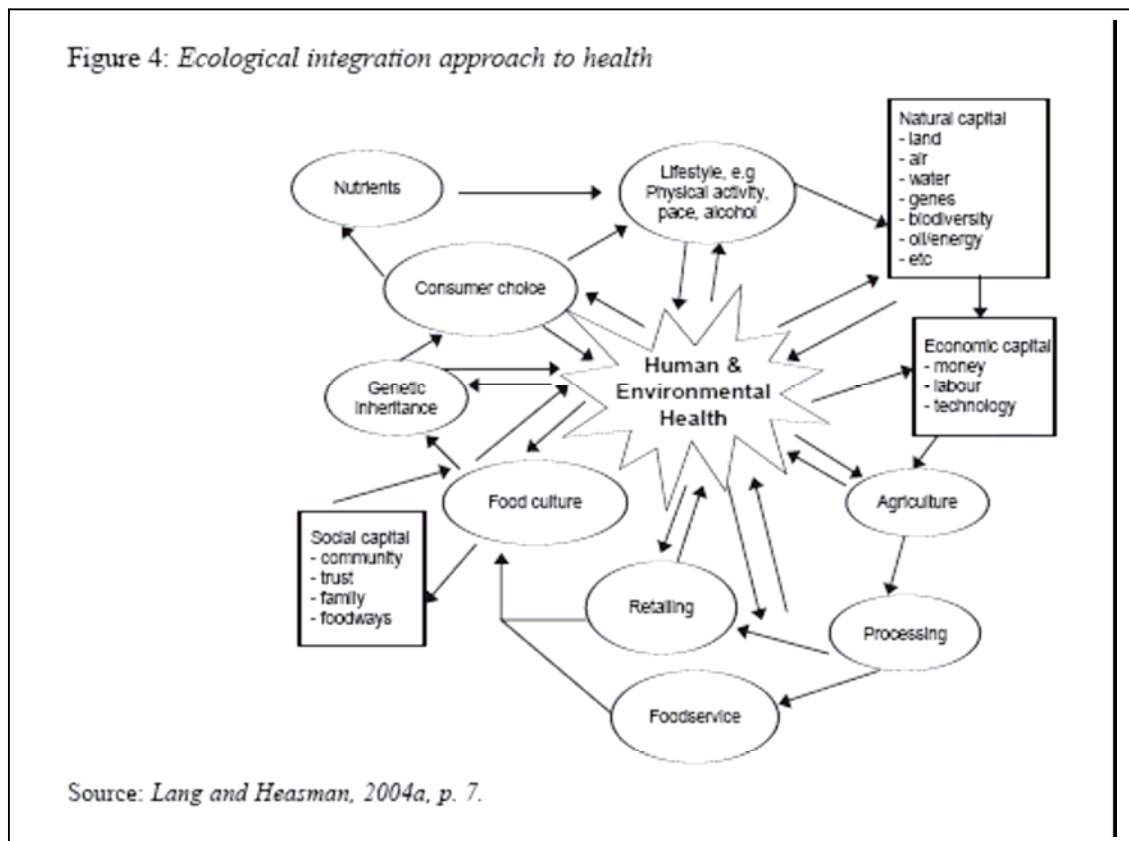 Figure 4: Ecological integration approach to health
Nutrients
Lifestyle, e.g
Physical activity,
pace, alcohol
Natural capital
- land
- air
- water
- genes
- biodiversity
- oil/energy
- etc
Consumer choice
Human &
Environmental
Health
Economic capital
- money
- labour
- technology
Genetic
Inheritance
Food culture
Agriculture
Social capital
- community
- trust
- family
- foodways
Retailing
Processing
Foodservice
Source: Lang and Heasman, 2004a, p. 7.